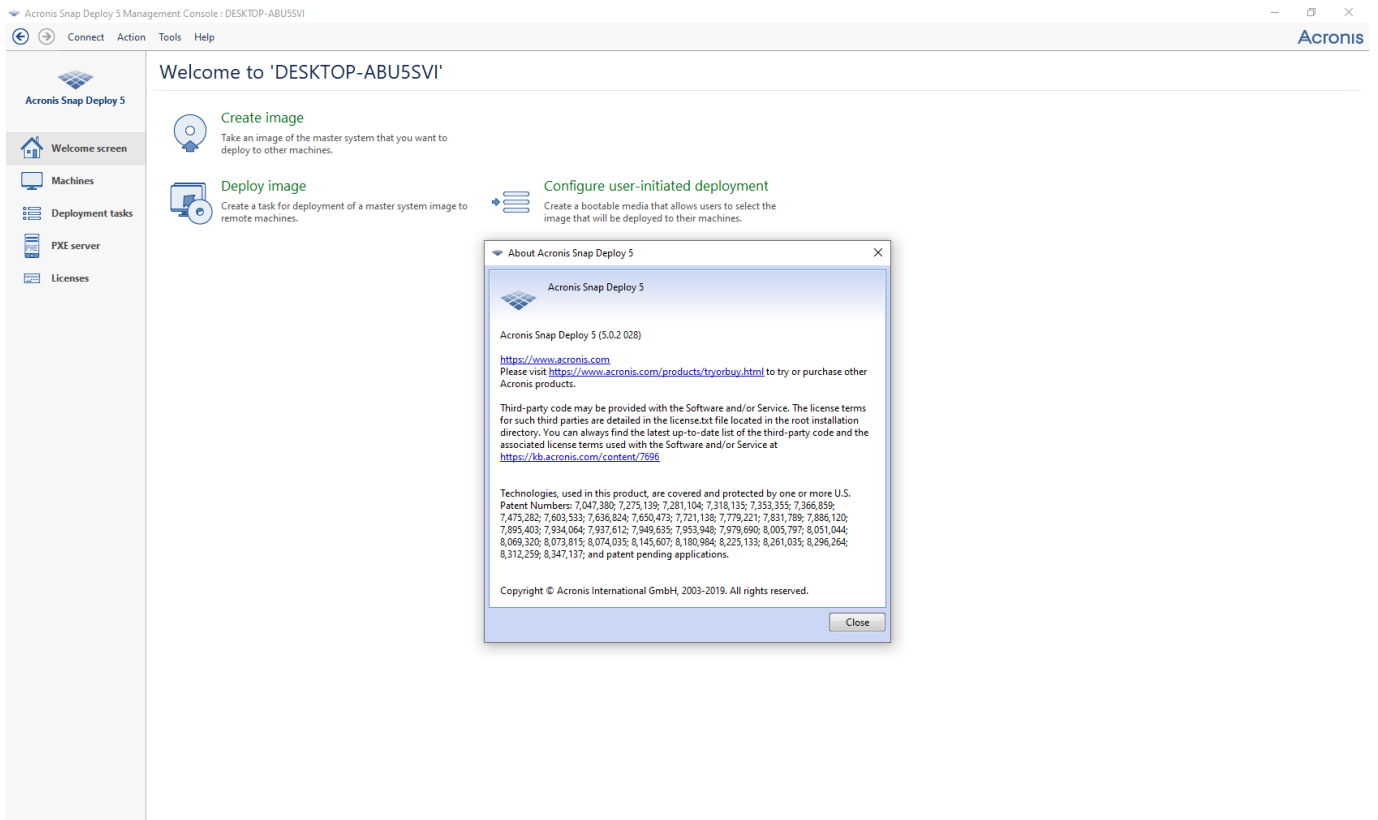 Acronis Snap Deploy 5 Management Console : DESKTOP-ABU5SVI
Connect Action Tools Help
Acronis
Acronis Snap Deploy 5
Welcome screen
Machines
Deployment tasks
PXE
PXE server
Licenses
Welcome to 'DESKTOP-ABU5SVI'
Create image
Take an image of the master system that you want to
deploy to other machines.
Deploy image
Create a task for deployment of a master system image to
remote machines.
Configure user-initiated deployment
Create a bootable media that allows users to select the
image that will be deployed to their machines.
About Acronis Snap Deploy 5
Acronis Snap Deploy 5
Acronis Snap Deploy 5 (5.0.2 028)
https://www.acronis.com
Please visit https://www.acronis.com/products/tryorbuy.html to try or purchase other
Acronis products.
Third-party code may be provided with the Software and/or Service. The license terms
for such third parties are detailed in the license.txt file located in the root installation
directory. You can always find the latest up-to-date list of the third-party code and the
associated license terms used with the Software and/or Service at
https://kb.acronis.com/content/7696
Technologies, used in this product, are covered and protected by one or more U.S.
Patent Numbers: 7,047,380; 7,275,139; 7,281,104; 7,318,135; 7,353,355; 7,366,859;
7,475,282; 7,603,533; 7,636,824; 7,650,473; 7,721,138; 7,779,221; 7,831,789; 7,886,120;
7,895,403; 7,934,064; 7,937,612; 7,949,635; 7,953,948; 7,979,690; 8,005,797; 8,051,044;
8,069,320; 8,073,815; 8,074,035; 8,145,607; 8,180,984; 8,225,133; 8,261,035; 8,296,264;
8,312,259; 8,347,137; and patent pending applications.
Copyright © Acronis International GmbH, 2003-2019. All rights reserved.
Close